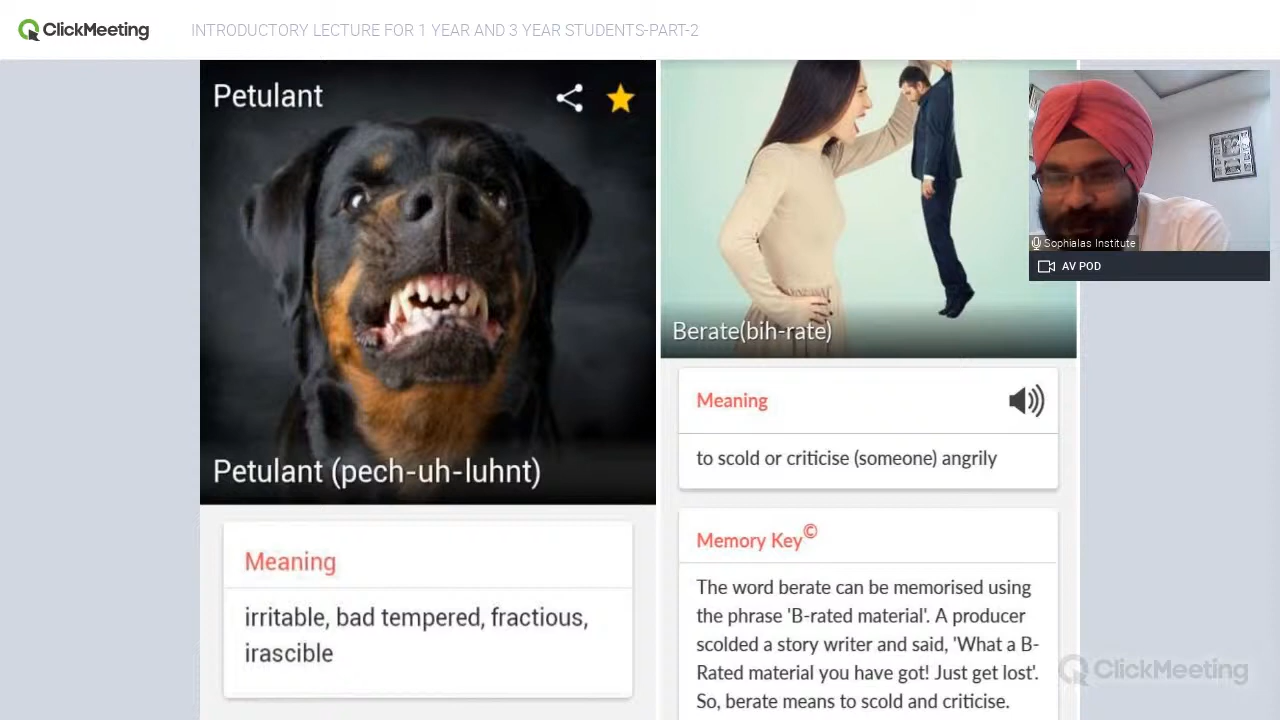 ClickMeeting
INTRODUCTORY LECTURE FOR 1 YEAR AND 3 YEAR STUDENTS-PART-2
Petulant
Petulant (pech-uh-luhnt)
Meaning
irritable, bad tempered, fractious,
irascible
Berate(bih-rate)
Meaning
to scold or criticise (someone) angrily
Memory Key©
The word berate can be memorised using
the phrase 'B-rated material'. A producer
scolded a story writer and said, 'What a B-
Rated material you have got! Just get lost'.
So, berate means to scold and criticise.
Sophialas Institute
AV POD
ClickMeeting